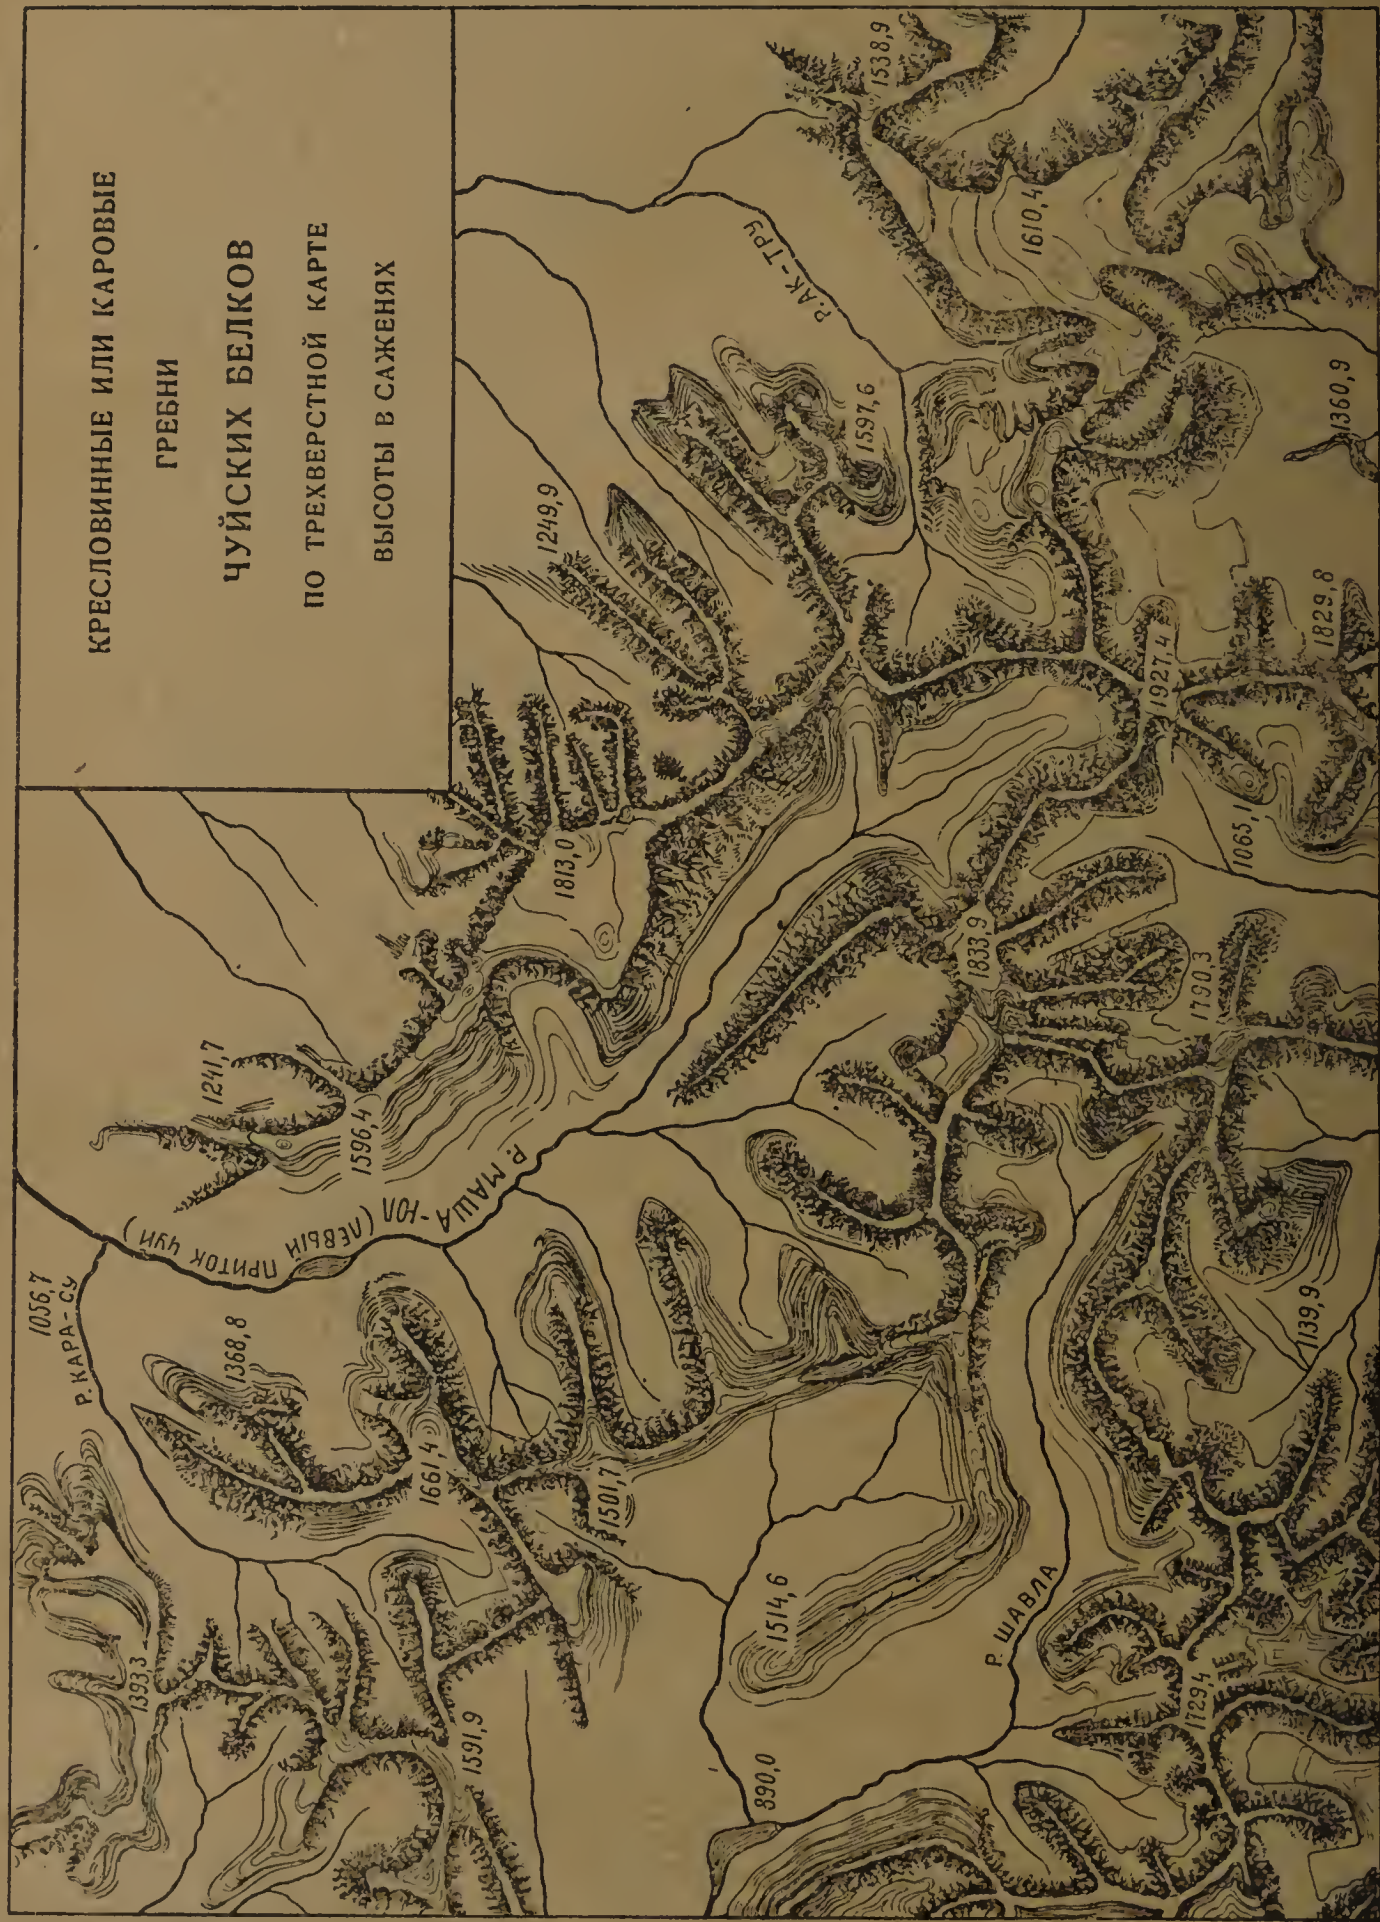 КРЕСЛОВИННЫЕ ИЛИ КАРОВЫЕ
ГРЕБНИ
ЧУЙСКИХ БЕЛКОВ
ПО ТРЕХВЕРСТНОЙ КАРТЕ
ВЫСОТЫ В САЖЕНЯХ
1056,7
Р. КАРА-СУ
1393,3
1368,8
1241,7
Р. МАША-ЮЛ (ЛЕВЫЙ ПРИТОК ЧУИ)
1596,4
1661,4
1591,9
1501,7
1813,0
1249,9
1514,6
890,0
Р. АК-ТРУ
1597,6
1538,9
1833,9
Р. ШАВЛА
1610,4
1927,4
1790,3
1729,4
1065,1
1139,9
1829,8
1360,9